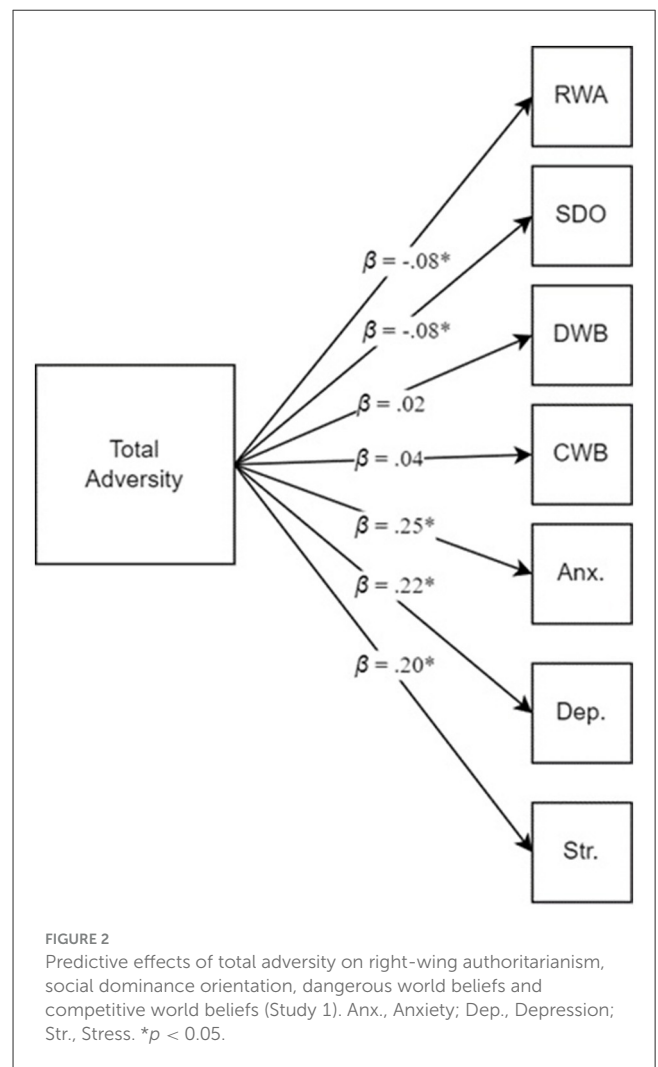 RWA
SDO
β = -.08*
β = -.08*
DWB
β = .02
Total
Adversity
β = .04
CWB
β = .25*
Anx.
β = .22*
β = .20*
Dep.
Str.
FIGURE 2
Predictive effects of total adversity on right-wing authoritarianism,
social dominance orientation, dangerous world beliefs and
competitive world beliefs (Study 1). Anx., Anxiety; Dep., Depression;
Str., Stress. *p < 0.05.